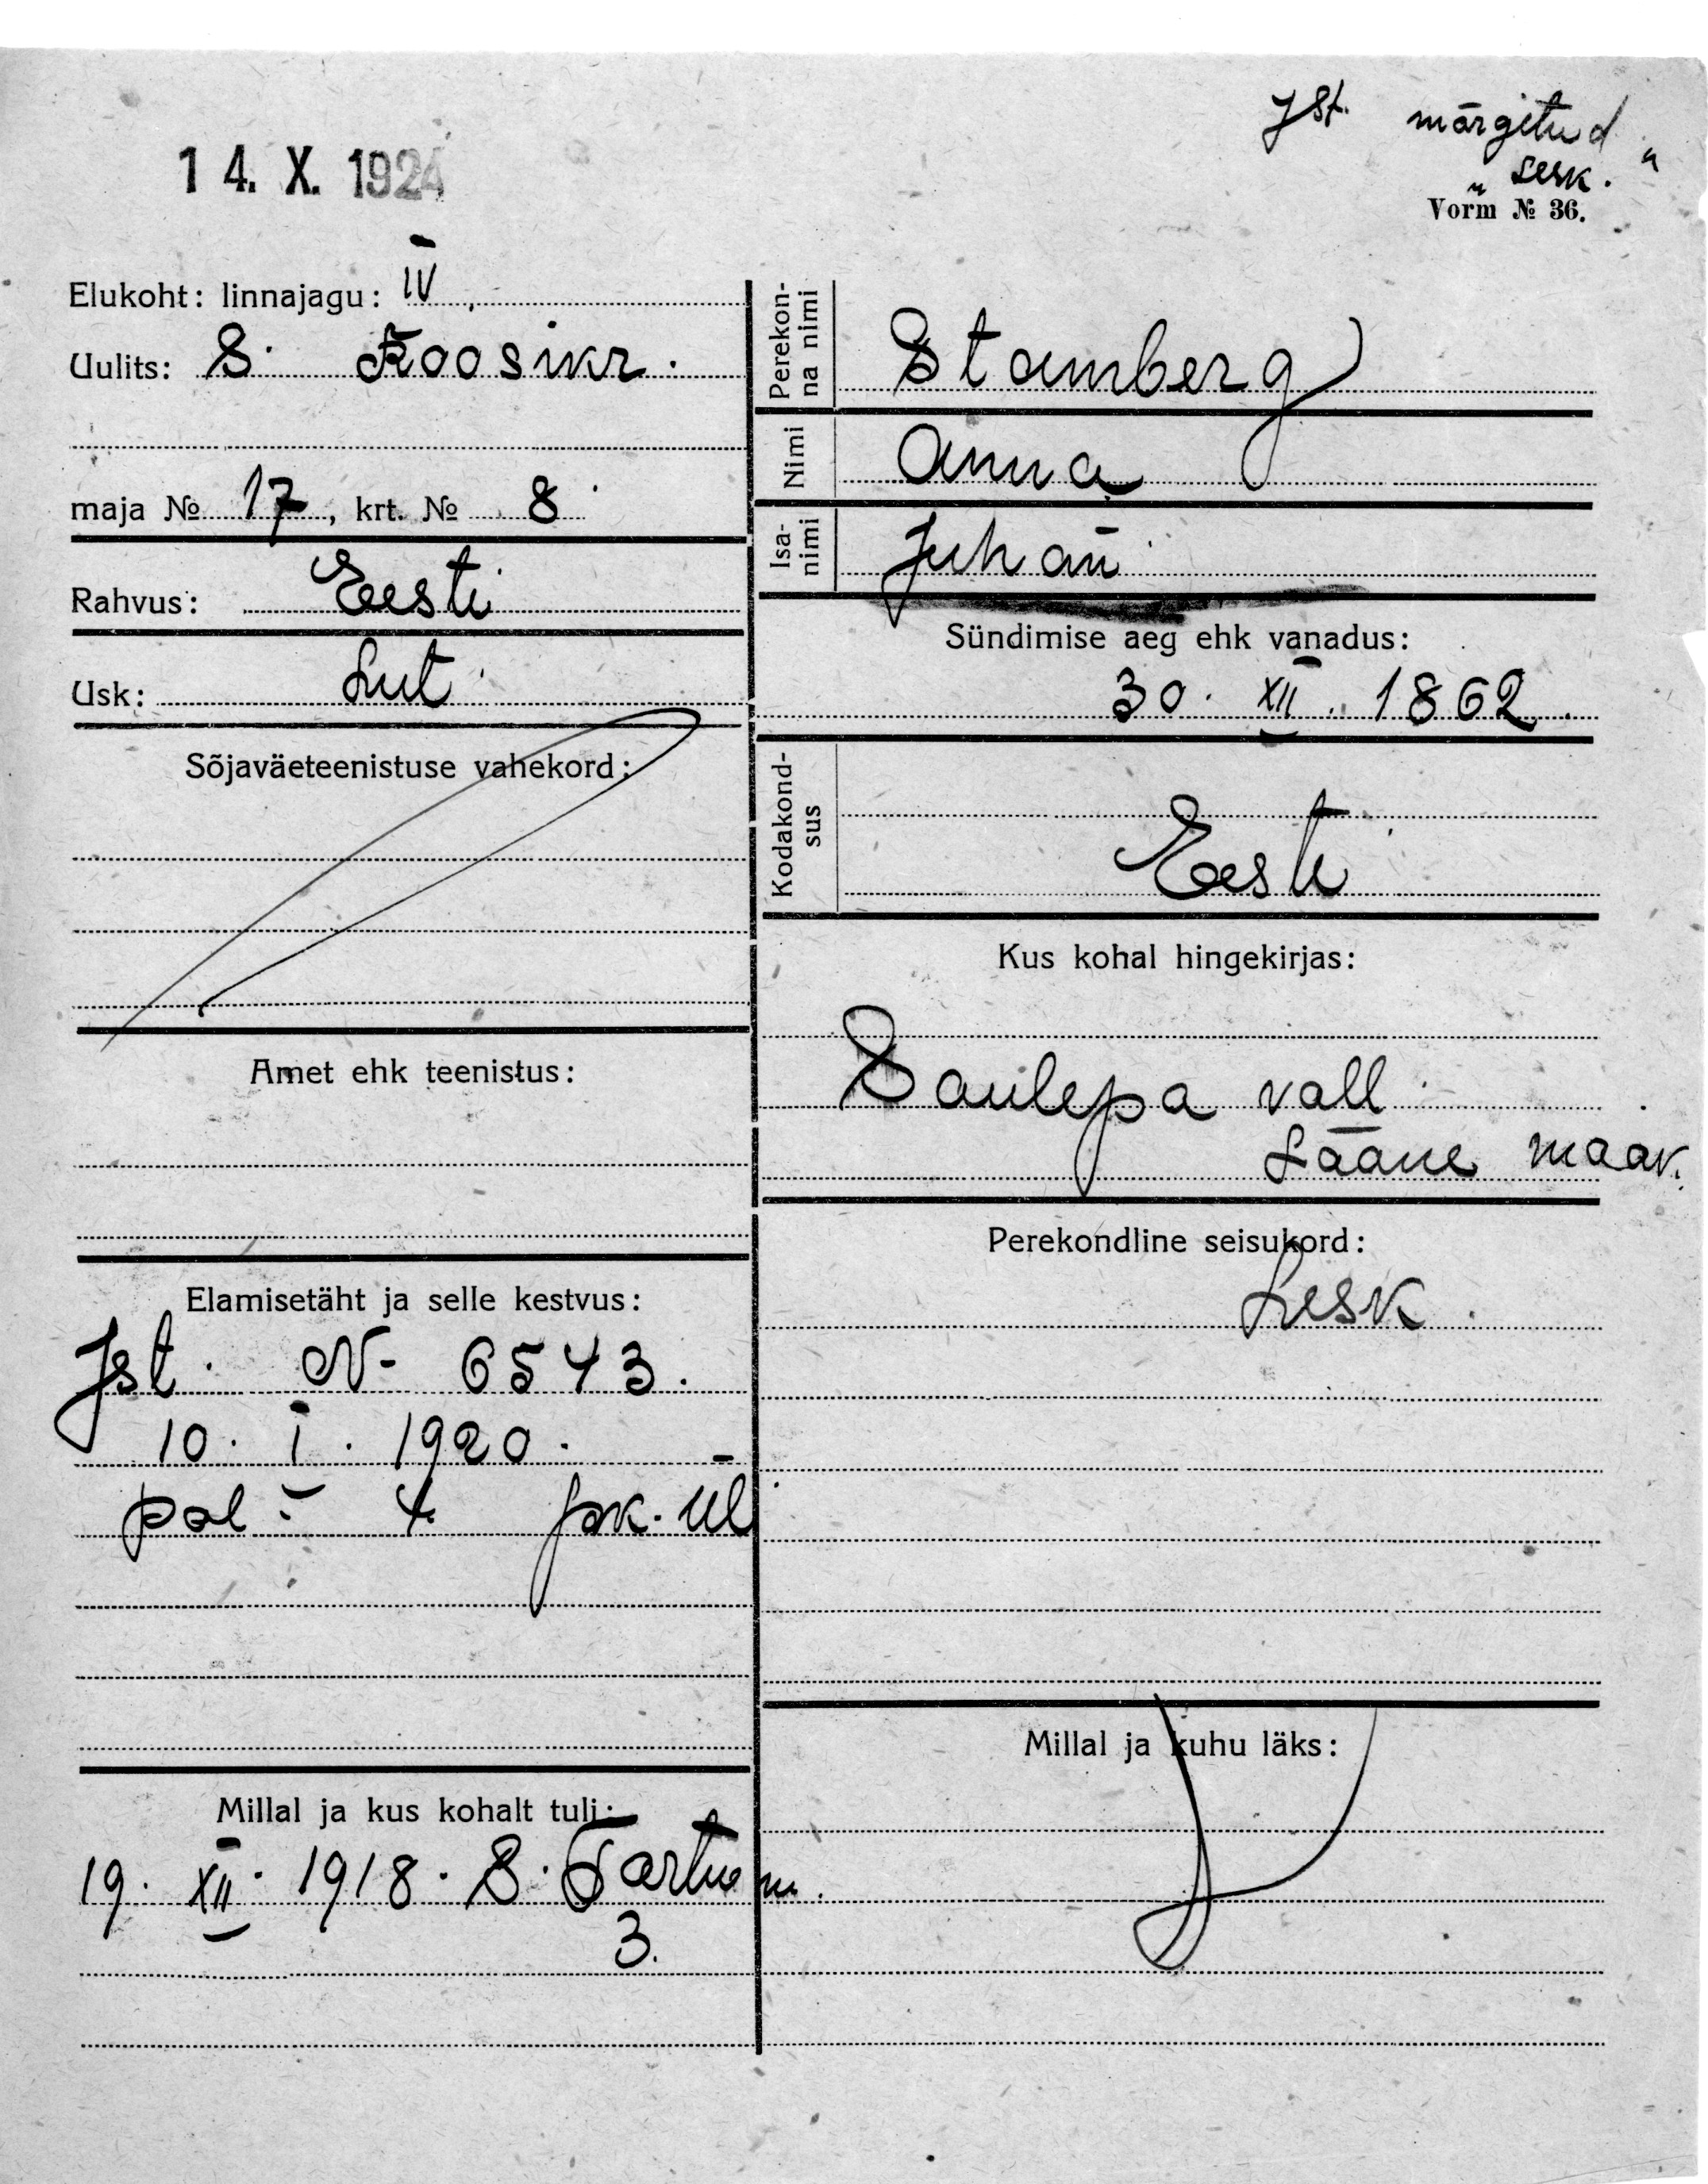 14. X. 1924
Jst. märgitud
„Lesk."
Vorm № 36.
Elukoht: linnajagu: IV
Uulits: S. Roosikr.
maja № 17, krt. № 8
Rahvus: Eesti
Usk: Lut
Sõjaväeteenistuse vahekord:
Amet ehk teenistus:
Elamisetäht ja selle kestvus:
Jst. N- 6543.
10. I. 1920.
pol. 4 jsk. ül
Millal ja kus kohalt tuli:
19. XII. 1918. S. Tartu m.
3.
Perekonna nimi
Stamberg
Nimi
Anna
Isanimi
Juhan
Sündimise aeg ehk vanadus:
30. XII. 1862.
Kodakondsus
Eesti
Kus kohal hingekirjas:
Saulepa vall
Lääne maak.
Perekondline seisukord:
Lesk.
Millal ja kuhu läks: